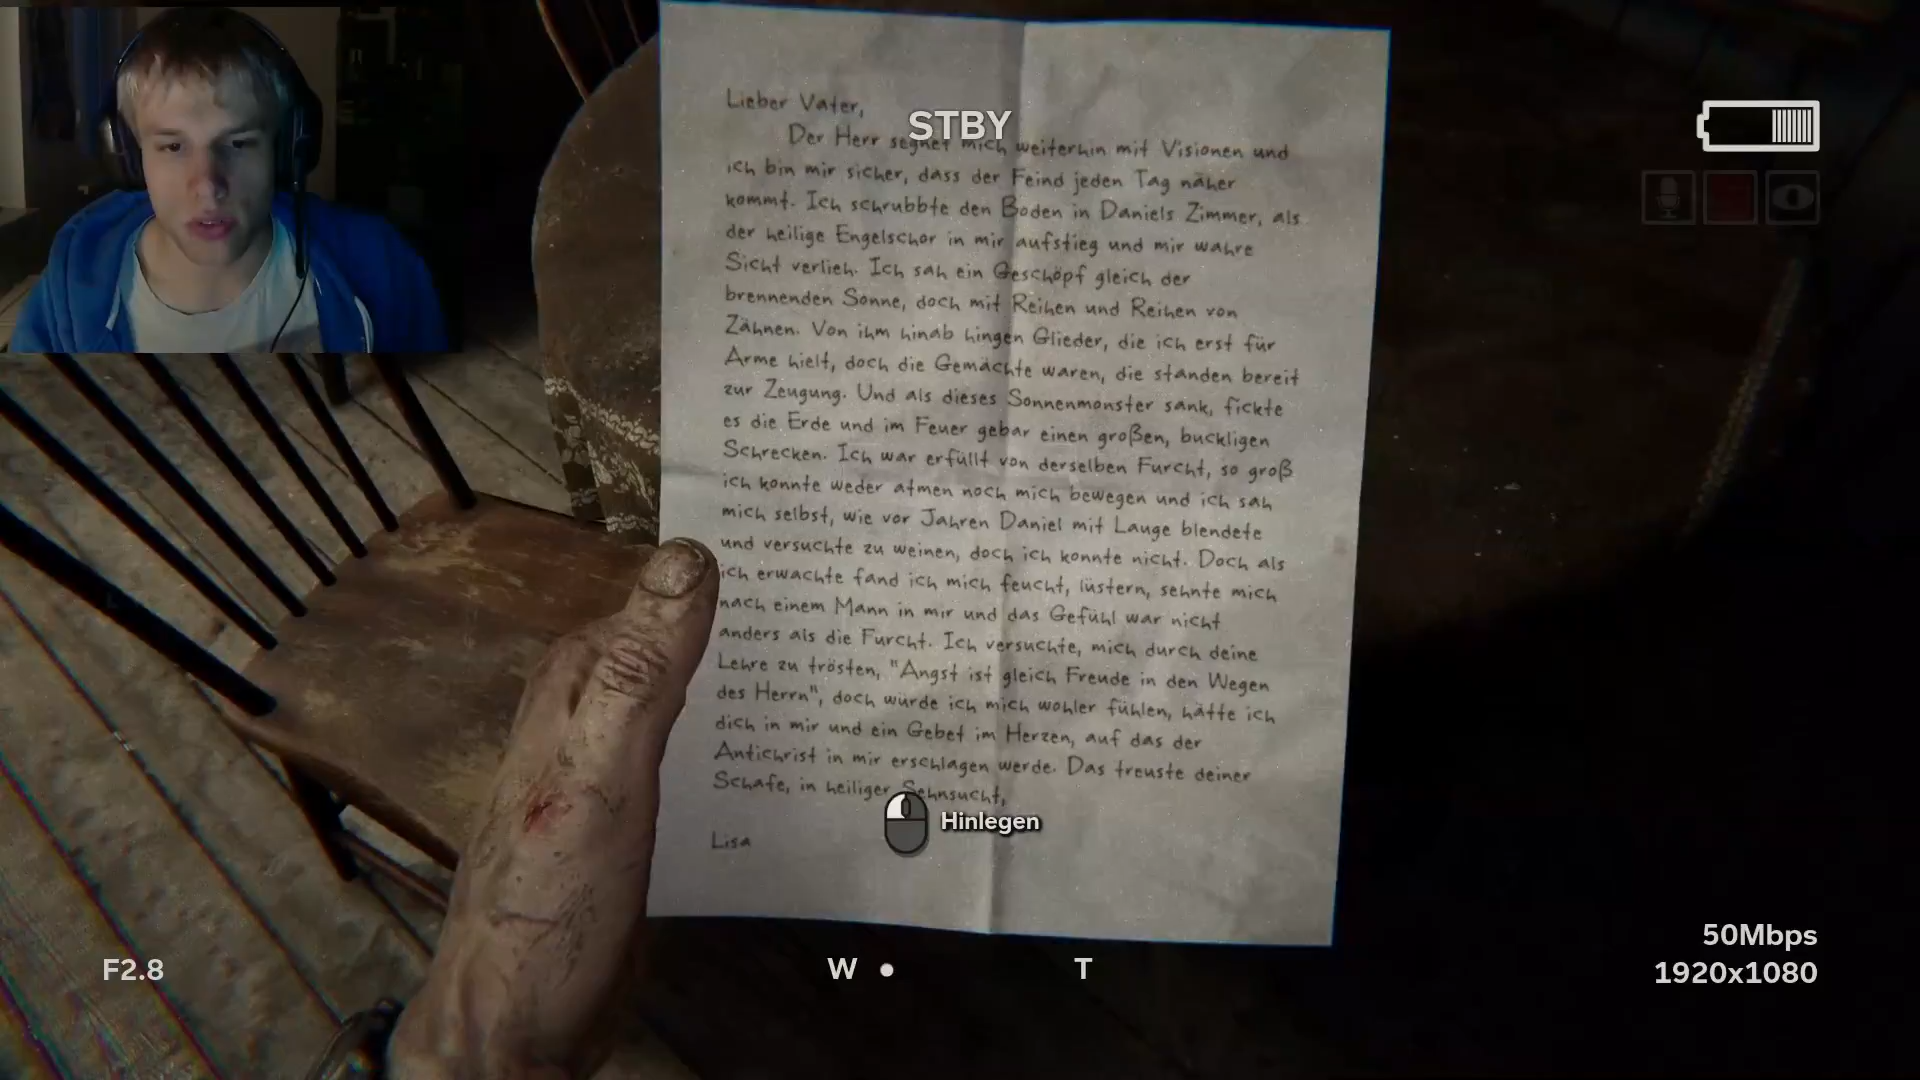 Lieber Vater,
STBY
Der Herr segnet mich weiterhin mit Visionen und
ich bin mir sicher, dass der Feind jeden Tag näher
kommt. Ich schrubbte den Boden in Daniels Zimmer, als
der heilige Engelschor in mir aufstieg und mir wahre
Sicht verlieh. Ich sah ein Geschöpf gleich der
brennenden Sonne, doch mit Reihen und Reihen von
Zähnen. Von ihm hinab hingen Glieder, die ich erst für
Arme hielt, doch die Gemächte waren, die standen bereit
zur Zeugung. Und als dieses Sonnenmonster sank, fickte
es die Erde und im Feuer gebar einen großen, buckligen
Schrecken. Ich war erfüllt von derselben Furcht, so groß
ich konnte weder atmen noch mich bewegen und ich sah
mich selbst, wie vor Jahren Daniel mit Lauge blendete
und versuchte zu weinen, doch ich konnte nicht. Doch als
ich erwachte fand ich mich feucht, lüstern, sehnte mich
nach einem Mann in mir und das Gefühl war nicht
anders als die Furcht. Ich versuchte, mich durch deine
Lehre zu trösten, "Angst ist gleich Freude in den Wegen
des Herrn", doch würde ich mich wohler fühlen, hätte ich
dich in mir und ein Gebet im Herzen, auf das der
Antichrist in mir erschlagen werde. Das treuste deiner
Schafe, in heiliger Sehnsucht,
Hinlegen
Lisa
50Mbps
F2.8
W
T
1920x1080